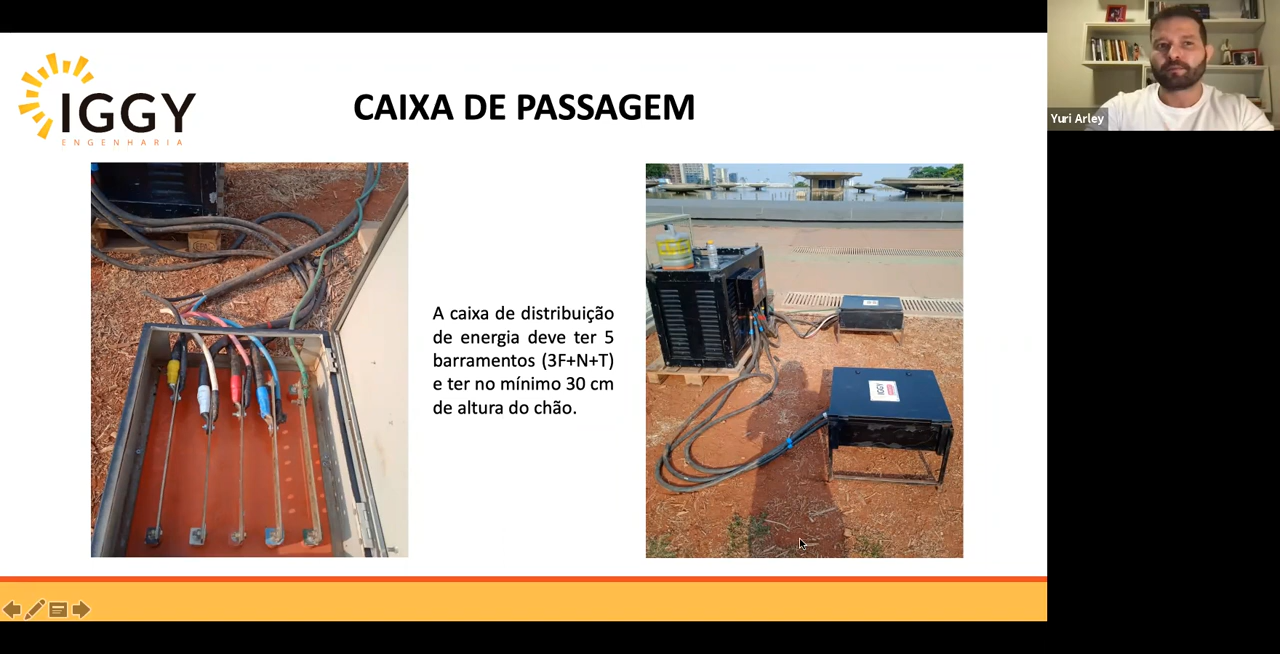 IGGY
ENGENHARIA
CAIXA DE PASSAGEM
Yuri Arley
A caixa de distribuição
de energia deve ter 5
barramentos (3F+N+T)
e ter no mínimo 30 cm
de altura do chão.
IGGY